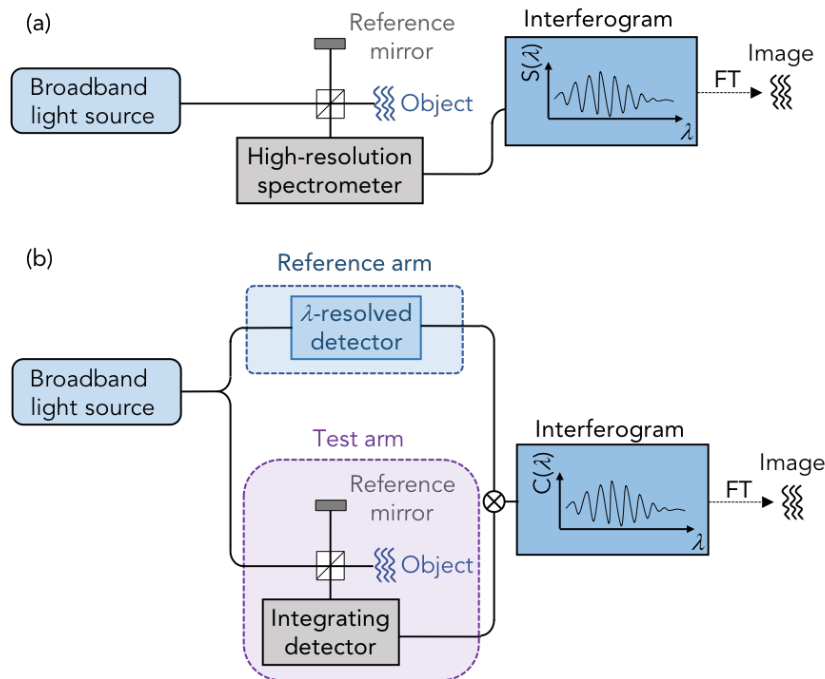 (a)
Reference
mirror
Broadband
light source
Object
High-resolution
spectrometer
Interferogram
S(λ)
λ
FT
Image
(b)
Reference arm
λ-resolved
detector
Broadband
light source
Test arm
Reference
mirror
Object
Integrating
detector
Interferogram
C(λ)
λ
FT
Image